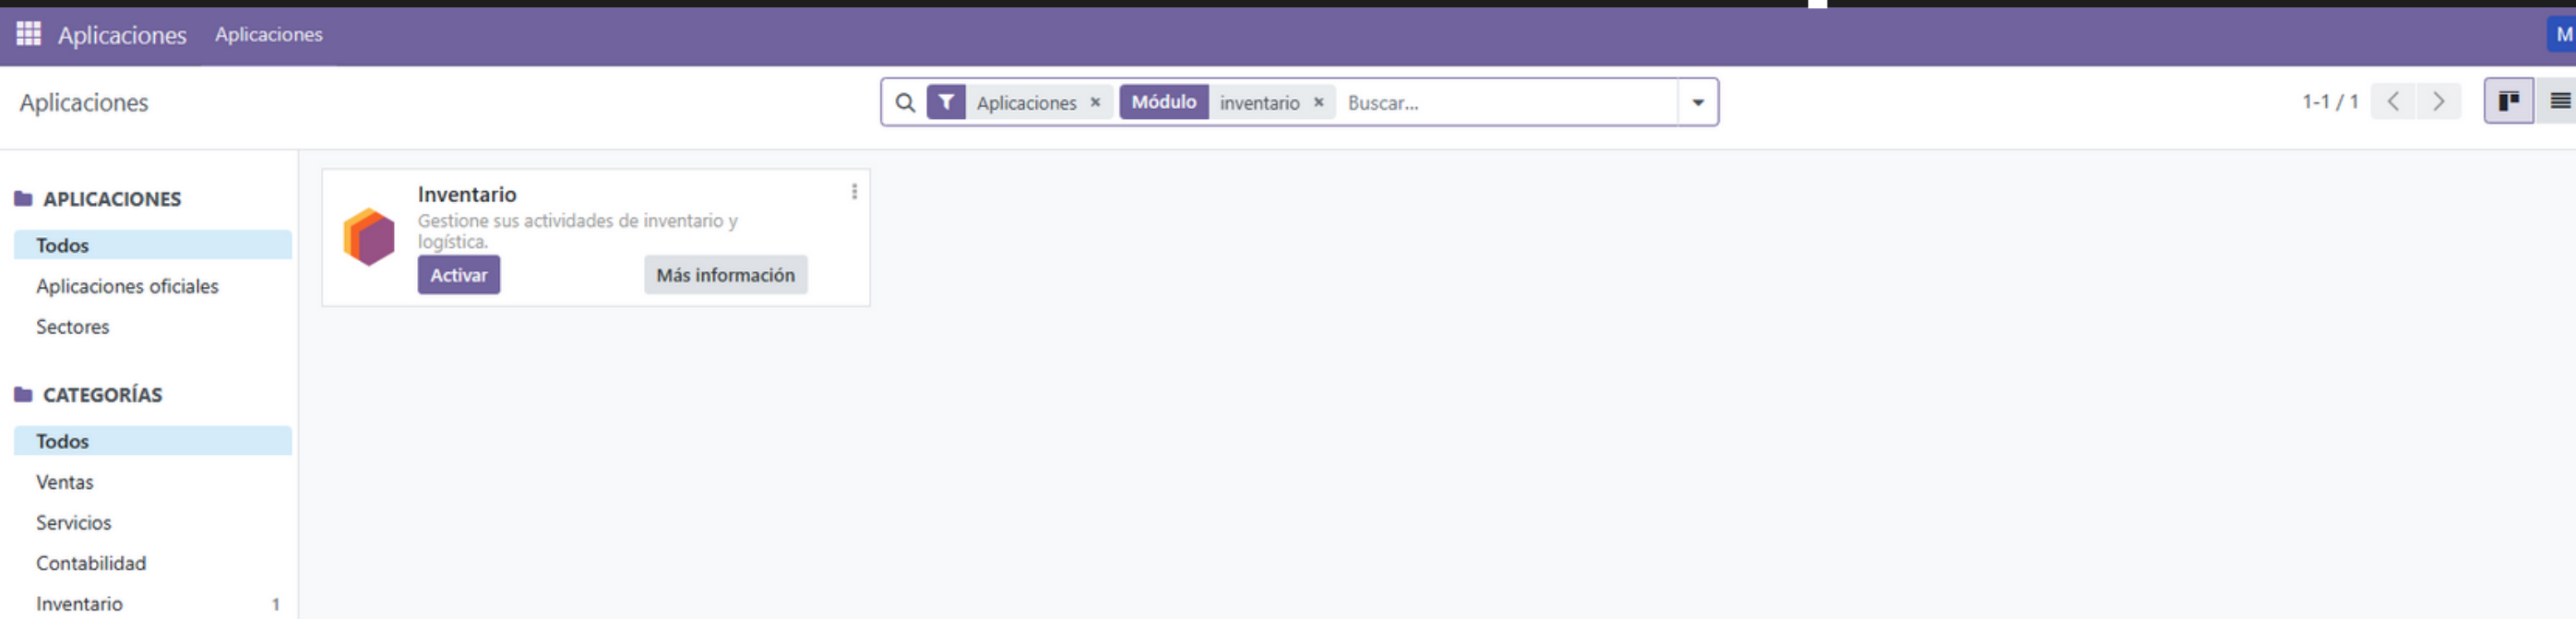 Aplicaciones Aplicaciones M
Aplicaciones Aplicaciones × Módulo inventario × Buscar... 1-1 / 1
APLICACIONES
Todos
Aplicaciones oficiales
Sectores
CATEGORÍAS
Todos
Ventas
Servicios
Contabilidad
Inventario 1
Inventario
Gestione sus actividades de inventario y
logística.
Activar Más información